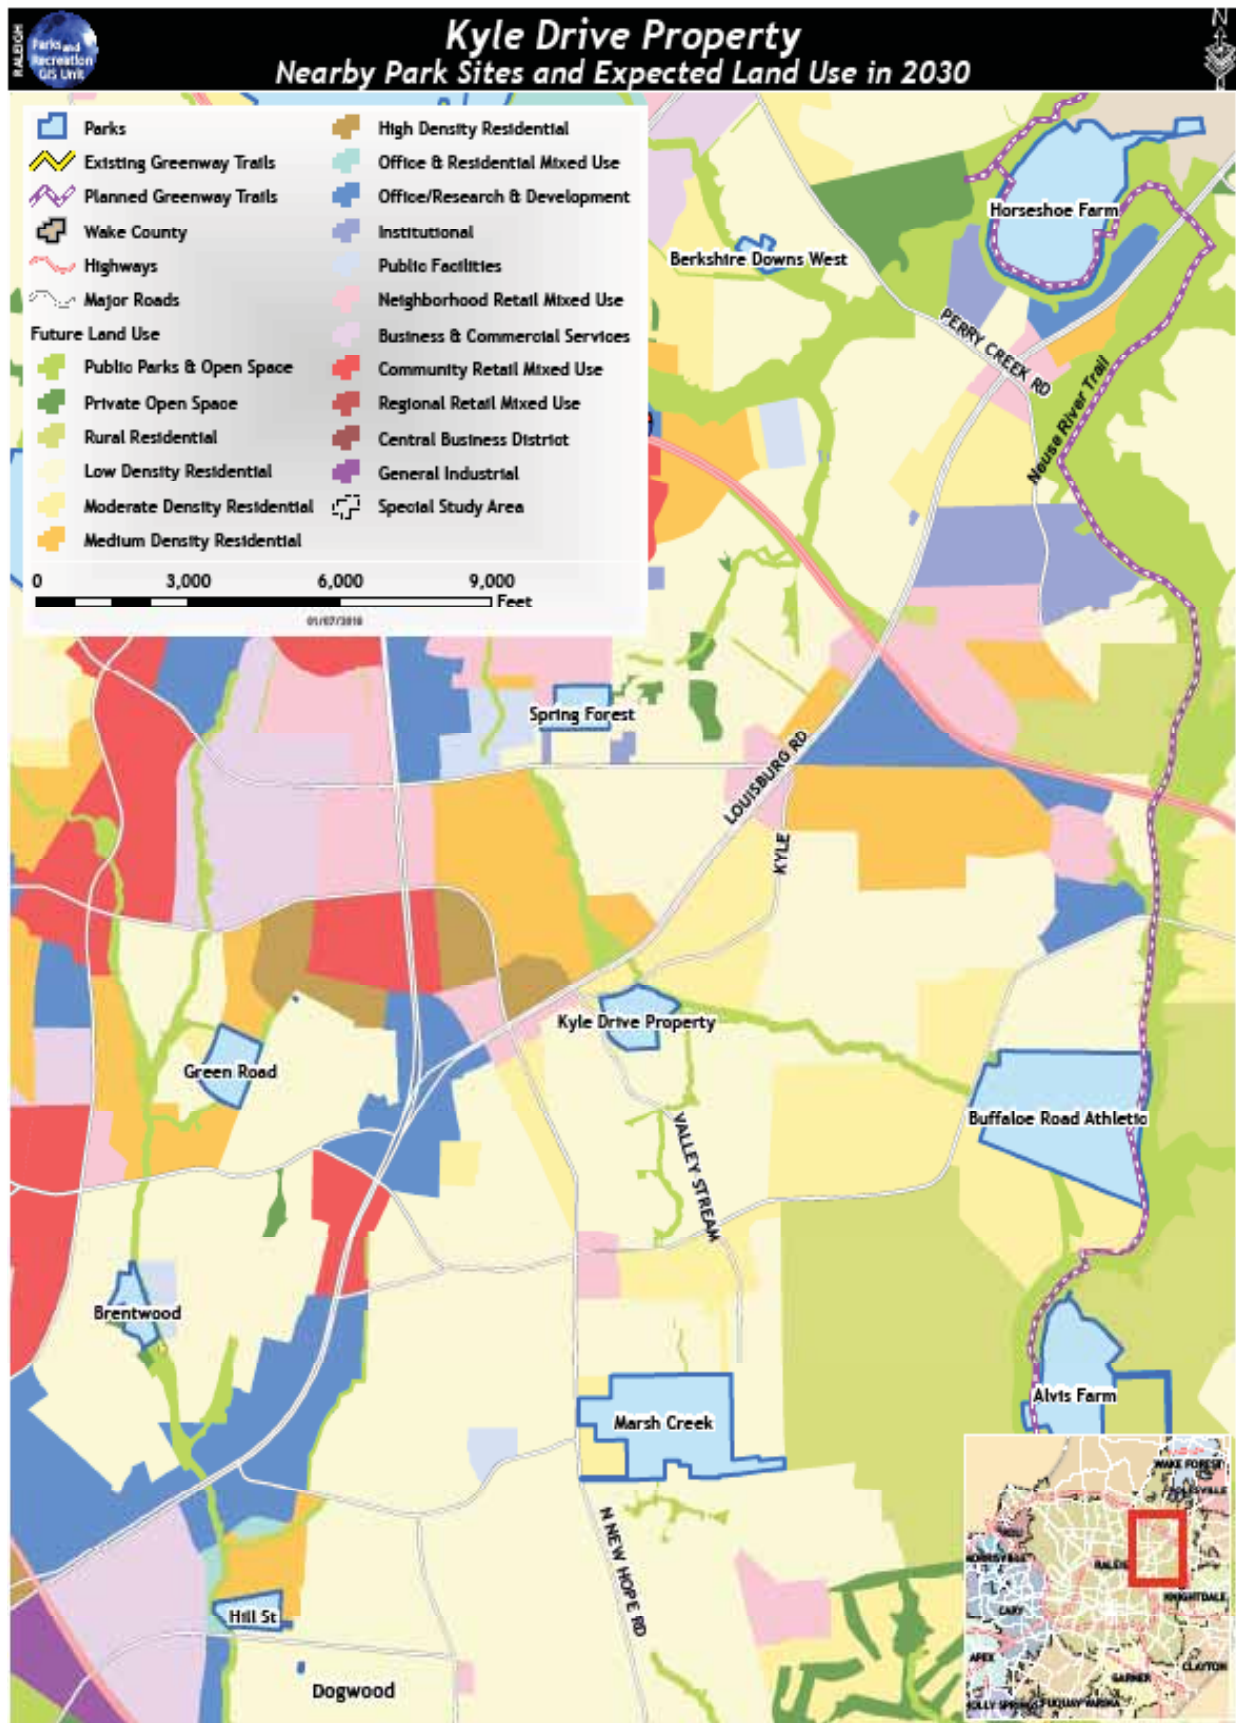 RALEIGH
Parks and
Recreation
GIS Unit
Kyle Drive Property
Nearby Park Sites and Expected Land Use in 2030
N
Parks
Existing Greenway Trails
Planned Greenway Trails
Wake County
Highways
Major Roads
Future Land Use
Public Parks & Open Space
Private Open Space
Rural Residential
Low Density Residential
Moderate Density Residential
Medium Density Residential
High Density Residential
Office & Residential Mixed Use
Office/Research & Development
Institutional
Public Facilities
Neighborhood Retail Mixed Use
Business & Commercial Services
Community Retail Mixed Use
Regional Retail Mixed Use
Central Business District
General Industrial
Special Study Area
0 3,000 6,000 9,000
Feet
Horseshoe Farm
Berkshire Downs West
PERRY CREEK RD
Neuse River Trail
Spring Forest
LOUISBURG RD
KYLE
Kyle Drive Property
Green Road
Buffaloe Road Athletic
VALLEY STREAM
Brentwood
Alvis Farm
Marsh Creek
N NEW HOPE RD
Hill St
Dogwood
WAKE FOREST
MORRISVILLE
KNIGHTDALE
CARY
APEX
CLAYTON
GARNER
FUQUAY-VARINA